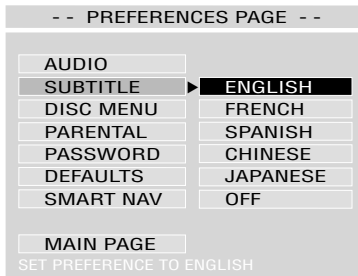 - - PREFERENCES PAGE - -
AUDIO
SUBTITLE ENGLISH
DISC MENU FRENCH
PARENTAL SPANISH
PASSWORD CHINESE
DEFAULTS JAPANESE
SMART NAV OFF
MAIN PAGE
SET PREFERENCE TO ENGLISH